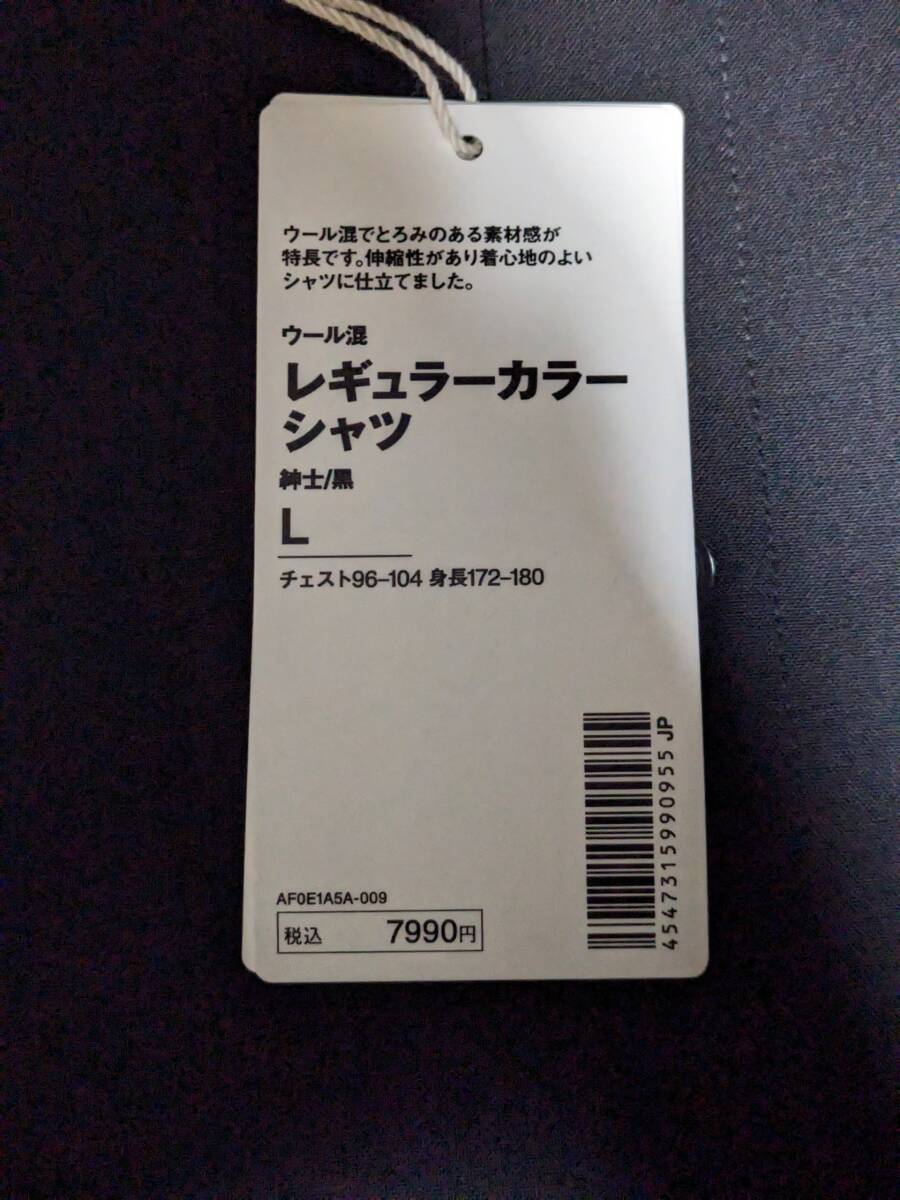 ウール混でとろみのある素材感が
特長です。伸縮性があり着心地のよい
シャツに仕立てました。
ウール混
レギュラーカラー
シャツ
紳士/黒
L
チェスト96–104 身長172–180
4547315990955 JP
AF0E1A5A-009
税込 7990円